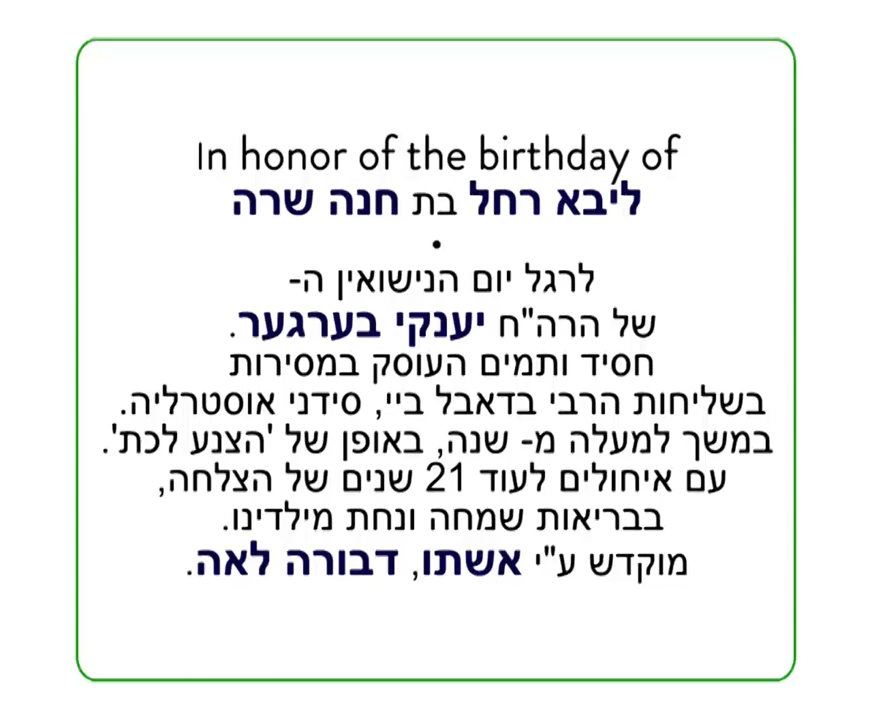 In honor of the birthday of
ליבא רחל בת חנה שרה
•
לרגל יום הנישואין ה-
של הרה"ח יענקי בערגער.
חסיד ותמים העוסק במסירות
בשליחות הרבי בדאבל ביי, סידני אוסטרליה.
במשך למעלה מ- שנה, באופן של 'הצנע לכת'.
עם איחולים לעוד 21 שנים של הצלחה,
בבריאות שמחה ונחת מילדינו.
מוקדש ע"י אשתו, דבורה לאה.